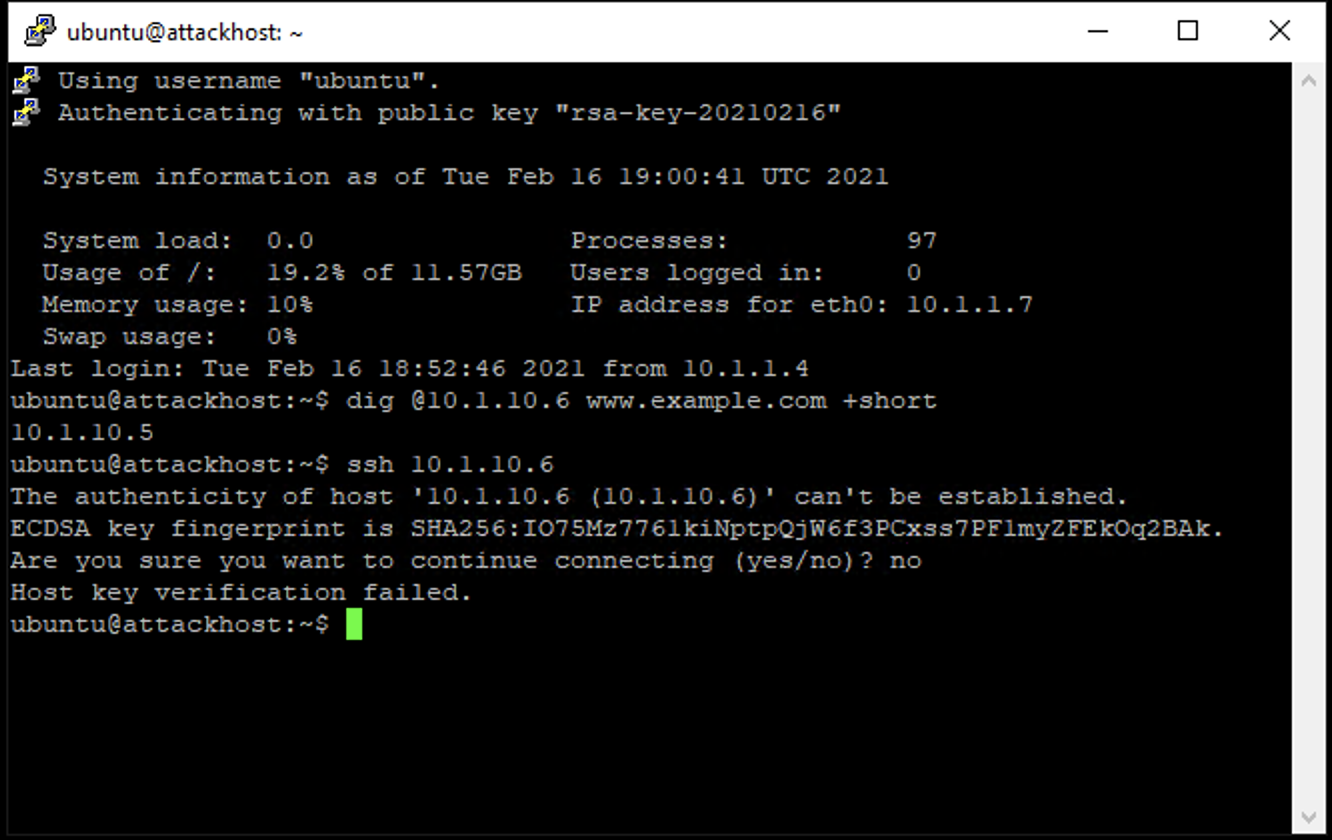 ubuntu@attackhost: ~
Using username "ubuntu".
Authenticating with public key "rsa-key-20210216"
System information as of Tue Feb 16 19:00:41 UTC 2021
System load:  0.0                Processes:           97
Usage of /:   19.2% of 11.57GB   Users logged in:     0
Memory usage: 10%                IP address for eth0: 10.1.1.7
Swap usage:   0%
Last login: Tue Feb 16 18:52:46 2021 from 10.1.1.4
ubuntu@attackhost:~$ dig @10.1.10.6 www.example.com +short
10.1.10.5
ubuntu@attackhost:~$ ssh 10.1.10.6
The authenticity of host '10.1.10.6 (10.1.10.6)' can't be established.
ECDSA key fingerprint is SHA256:IO75Mz776lkiNptpQjW6f3PCxss7PFlmyZFEkOq2BAk.
Are you sure you want to continue connecting (yes/no)? no
Host key verification failed.
ubuntu@attackhost:~$